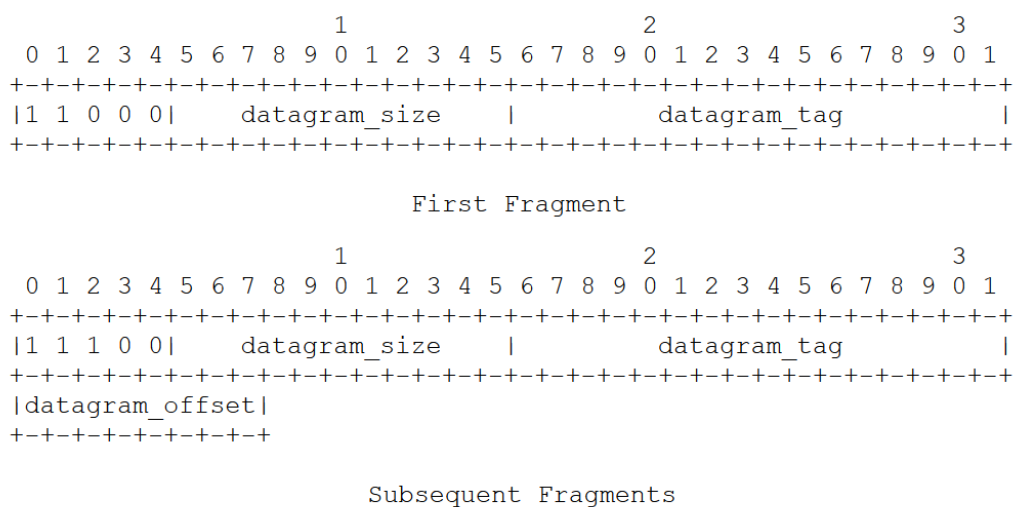 1                   2                   3
 0 1 2 3 4 5 6 7 8 9 0 1 2 3 4 5 6 7 8 9 0 1 2 3 4 5 6 7 8 9 0 1
+-+-+-+-+-+-+-+-+-+-+-+-+-+-+-+-+-+-+-+-+-+-+-+-+-+-+-+-+-+-+-+-+
|1 1 0 0 0|    datagram_size    |         datagram_tag          |
+-+-+-+-+-+-+-+-+-+-+-+-+-+-+-+-+-+-+-+-+-+-+-+-+-+-+-+-+-+-+-+-+
First Fragment
                     1                   2                   3
 0 1 2 3 4 5 6 7 8 9 0 1 2 3 4 5 6 7 8 9 0 1 2 3 4 5 6 7 8 9 0 1
+-+-+-+-+-+-+-+-+-+-+-+-+-+-+-+-+-+-+-+-+-+-+-+-+-+-+-+-+-+-+-+-+
|1 1 1 0 0|    datagram_size    |         datagram_tag          |
+-+-+-+-+-+-+-+-+-+-+-+-+-+-+-+-+-+-+-+-+-+-+-+-+-+-+-+-+-+-+-+-+
|datagram_offset|
+-+-+-+-+-+-+-+-+
Subsequent Fragments